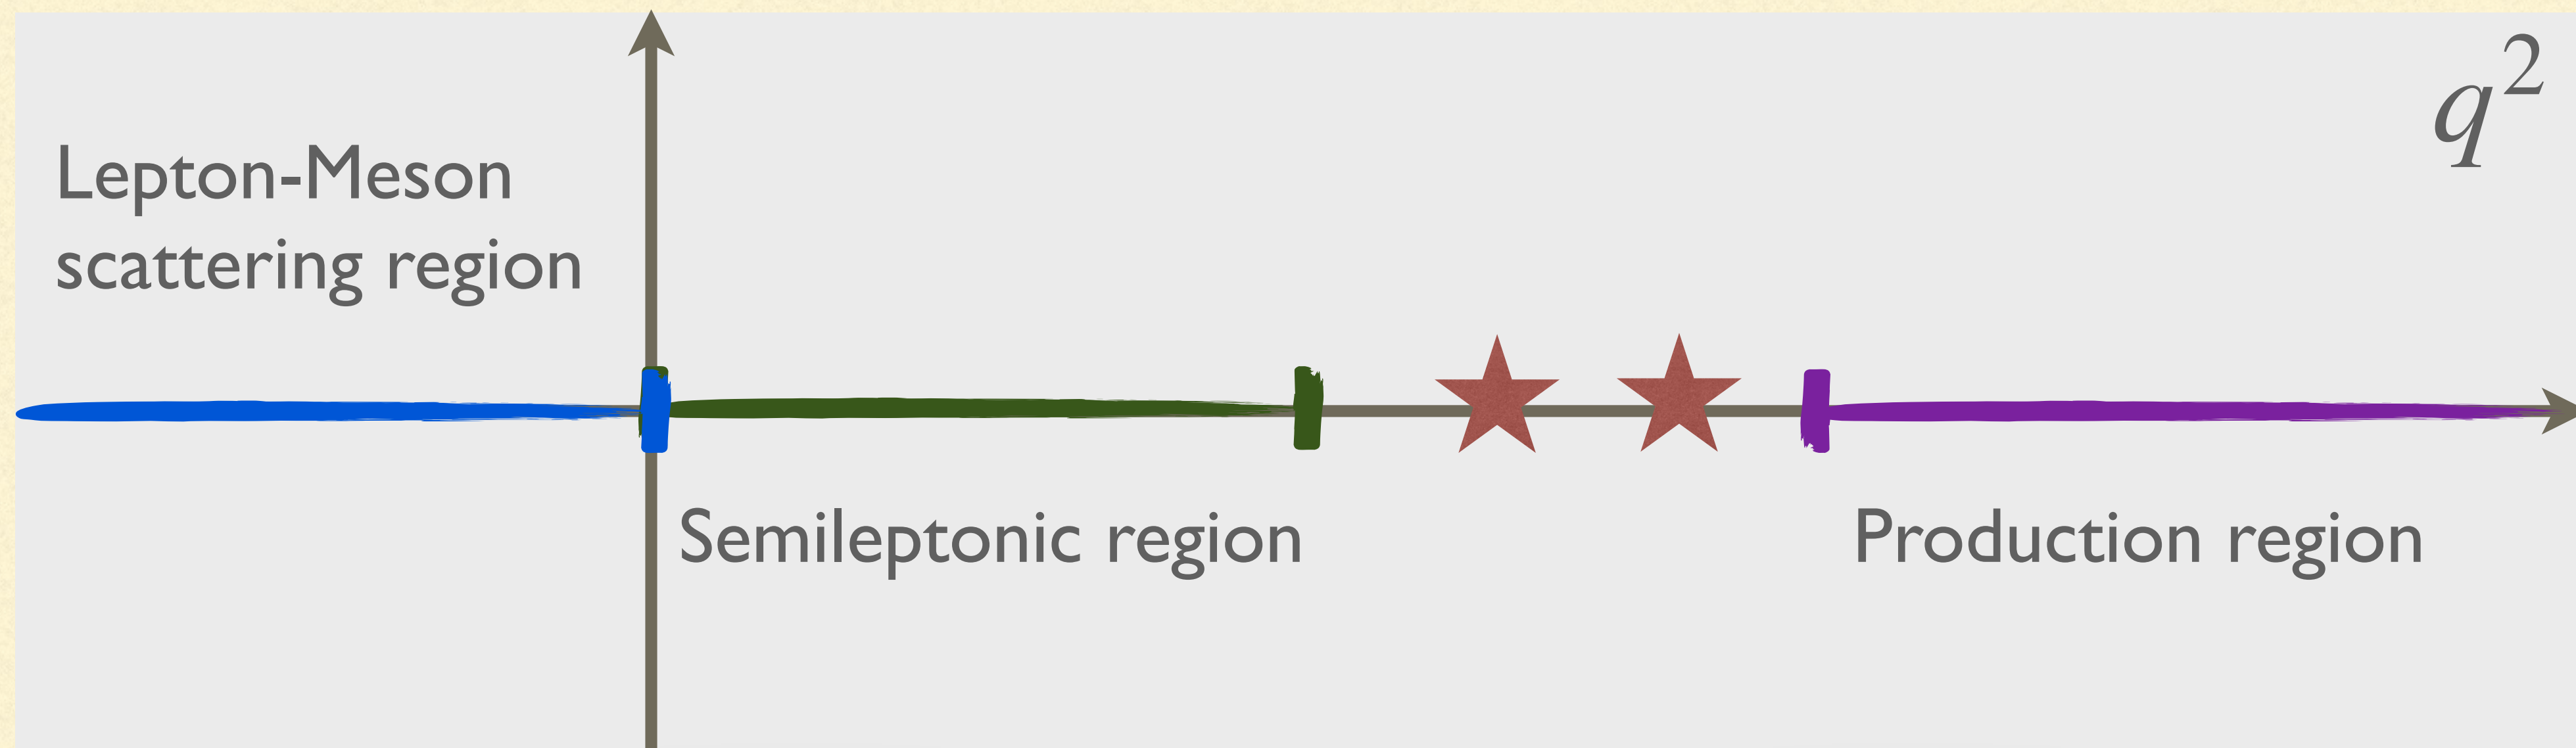 q²
Lepton-Meson
scattering region
Semileptonic region
Production region